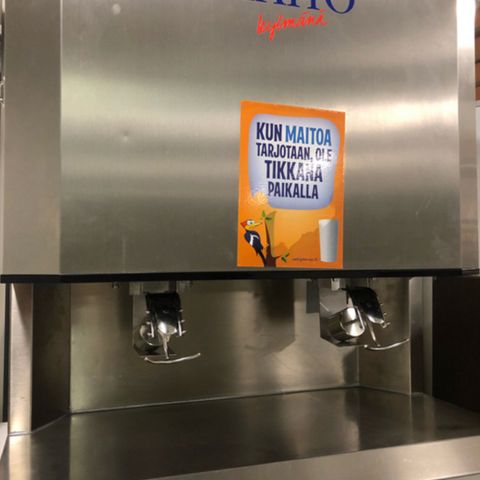 kylmänä
KUN MAITOA
TARJOTAAN, OLE
TIKKANA
PAIKALLA